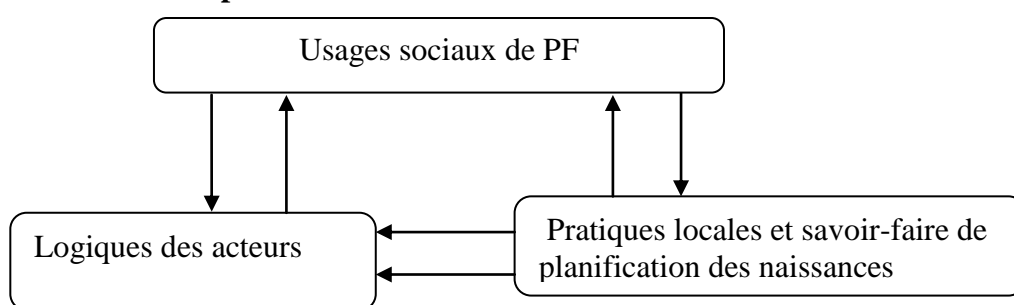 Usages sociaux de PF
Logiques des acteurs
Pratiques locales et savoir-faire de
planification des naissances